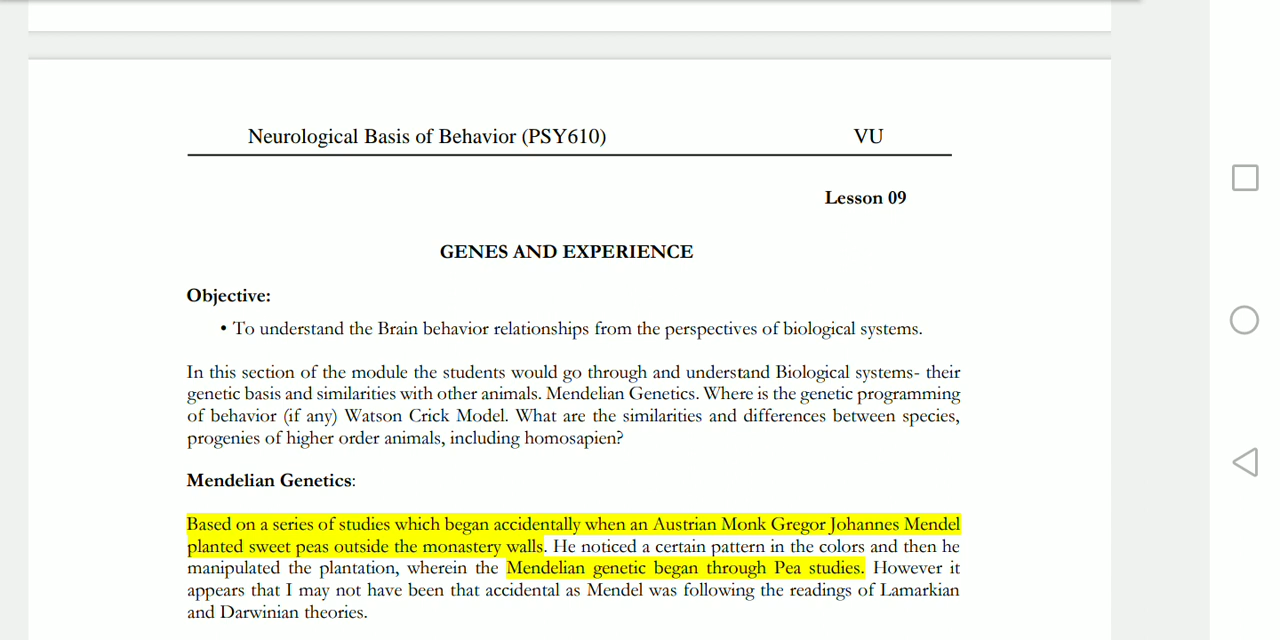 Neurological Basis of Behavior (PSY610) VU
Lesson 09
GENES AND EXPERIENCE
Objective:
• To understand the Brain behavior relationships from the perspectives of biological systems.
In this section of the module the students would go through and understand Biological systems- their
genetic basis and similarities with other animals. Mendelian Genetics. Where is the genetic programming
of behavior (if any) Watson Crick Model. What are the similarities and differences between species,
progenies of higher order animals, including homosapien?
Mendelian Genetics:
Based on a series of studies which began accidentally when an Austrian Monk Gregor Johannes Mendel
planted sweet peas outside the monastery walls. He noticed a certain pattern in the colors and then he
manipulated the plantation, wherein the Mendelian genetic began through Pea studies. However it
appears that I may not have been that accidental as Mendel was following the readings of Lamarkian
and Darwinian theories.